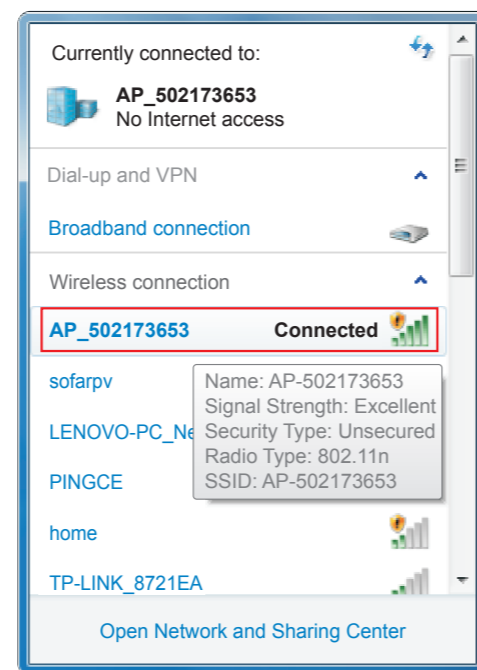 Currently connected to:
AP_502173653
No Internet access
Dial-up and VPN
Broadband connection
Wireless connection
AP_502173653 Connected
sofarpv
Name: AP-502173653
Signal Strength: Excellent
LENOVO-PC_Ne
Security Type: Unsecured
Radio Type: 802.11n
PINGCE
SSID: AP-502173653
home
TP-LINK_8721EA
Open Network and Sharing Center